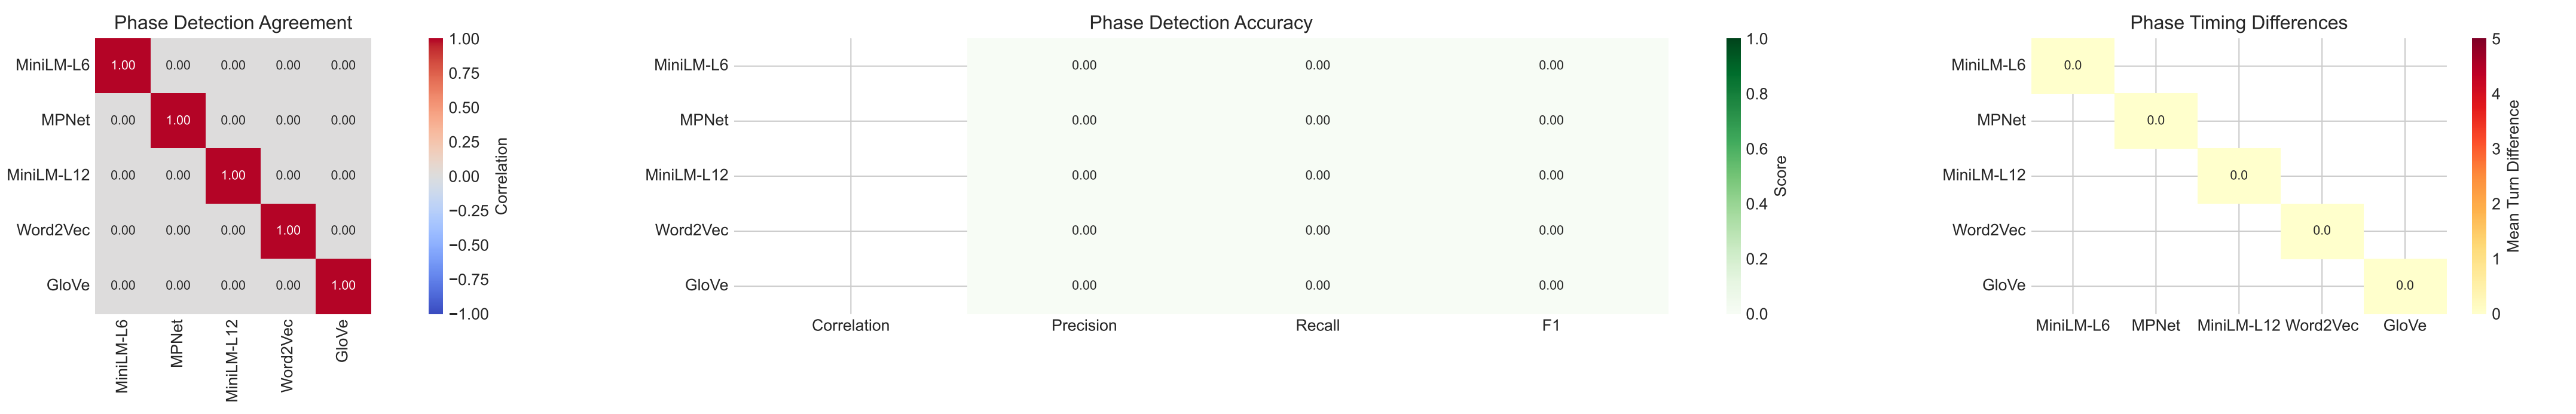 Phase Detection Agreement
MiniLM-L6 1.00 0.00 0.00 0.00 0.00
MPNet 0.00 1.00 0.00 0.00 0.00
MiniLM-L12 0.00 0.00 1.00 0.00 0.00
Word2Vec 0.00 0.00 0.00 1.00 0.00
GloVe 0.00 0.00 0.00 0.00 1.00
MiniLM-L6 MPNet MiniLM-L12 Word2Vec GloVe
1.00
0.75
0.50
0.25
0.00
−0.25
−0.50
−0.75
−1.00
Correlation
Phase Detection Accuracy
MiniLM-L6 0.00 0.00 0.00
MPNet 0.00 0.00 0.00
MiniLM-L12 0.00 0.00 0.00
Word2Vec 0.00 0.00 0.00
GloVe 0.00 0.00 0.00
Correlation Precision Recall F1
1.0
0.8
0.6
0.4
0.2
0.0
Score
Phase Timing Differences
MiniLM-L6 0.0
MPNet 0.0
MiniLM-L12 0.0
Word2Vec 0.0
GloVe 0.0
MiniLM-L6 MPNet MiniLM-L12 Word2Vec GloVe
5
4
3
2
1
0
Mean Turn Difference